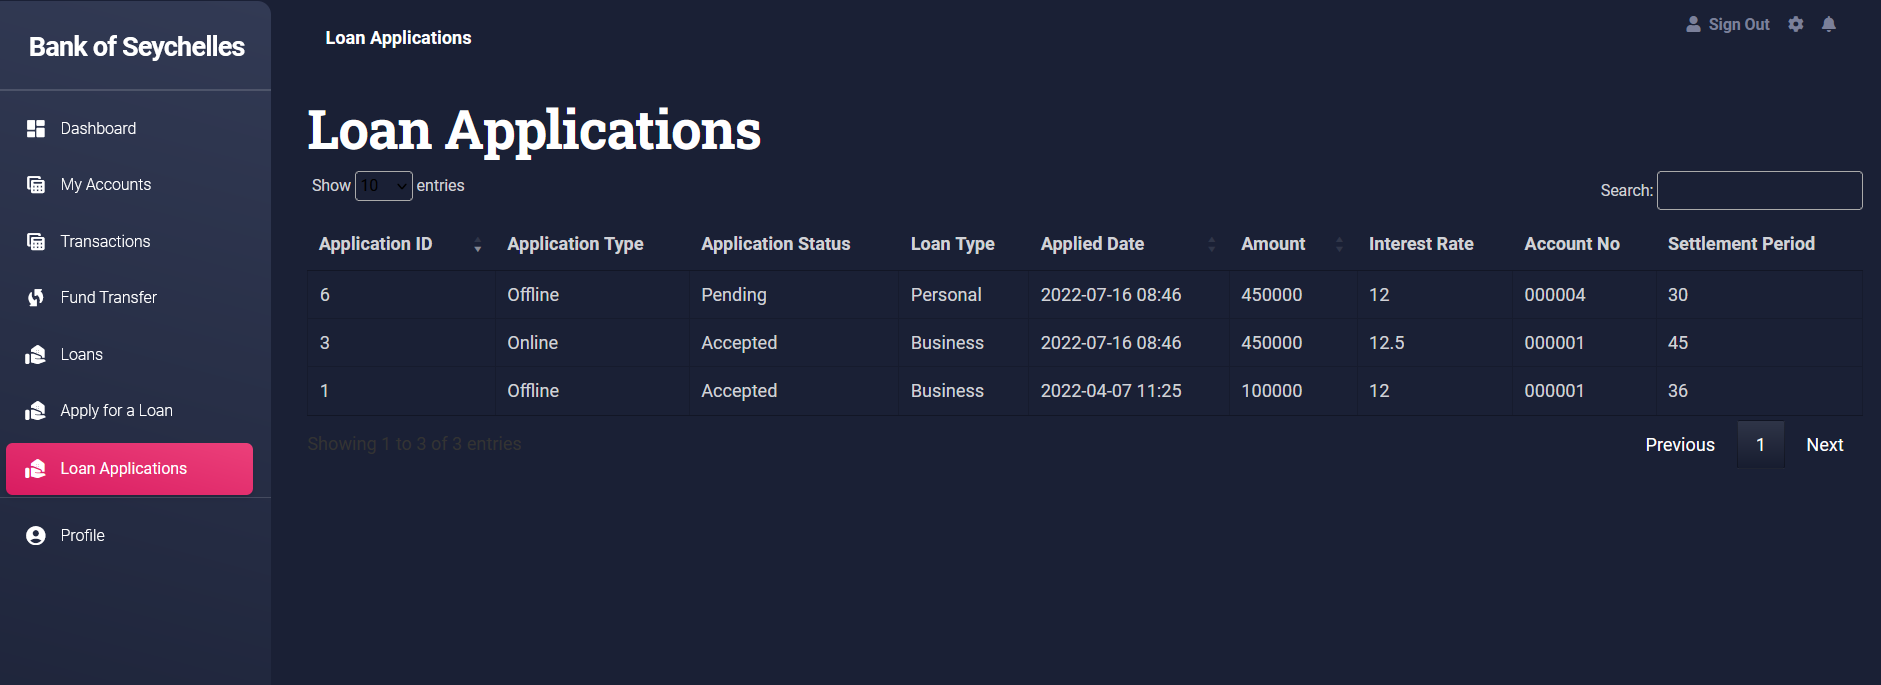 Bank of Seychelles
Dashboard
My Accounts
Transactions
Fund Transfer
Loans
Apply for a Loan
Loan Applications
Profile
Loan Applications
Sign Out
Loan Applications
Show 10 entries
Search:
Application ID Application Type Application Status Loan Type Applied Date Amount Interest Rate Account No Settlement Period
6 Offline Pending Personal 2022-07-16 08:46 450000 12 000004 30
3 Online Accepted Business 2022-07-16 08:46 450000 12.5 000001 45
1 Offline Accepted Business 2022-04-07 11:25 100000 12 000001 36
Showing 1 to 3 of 3 entries
Previous 1 Next